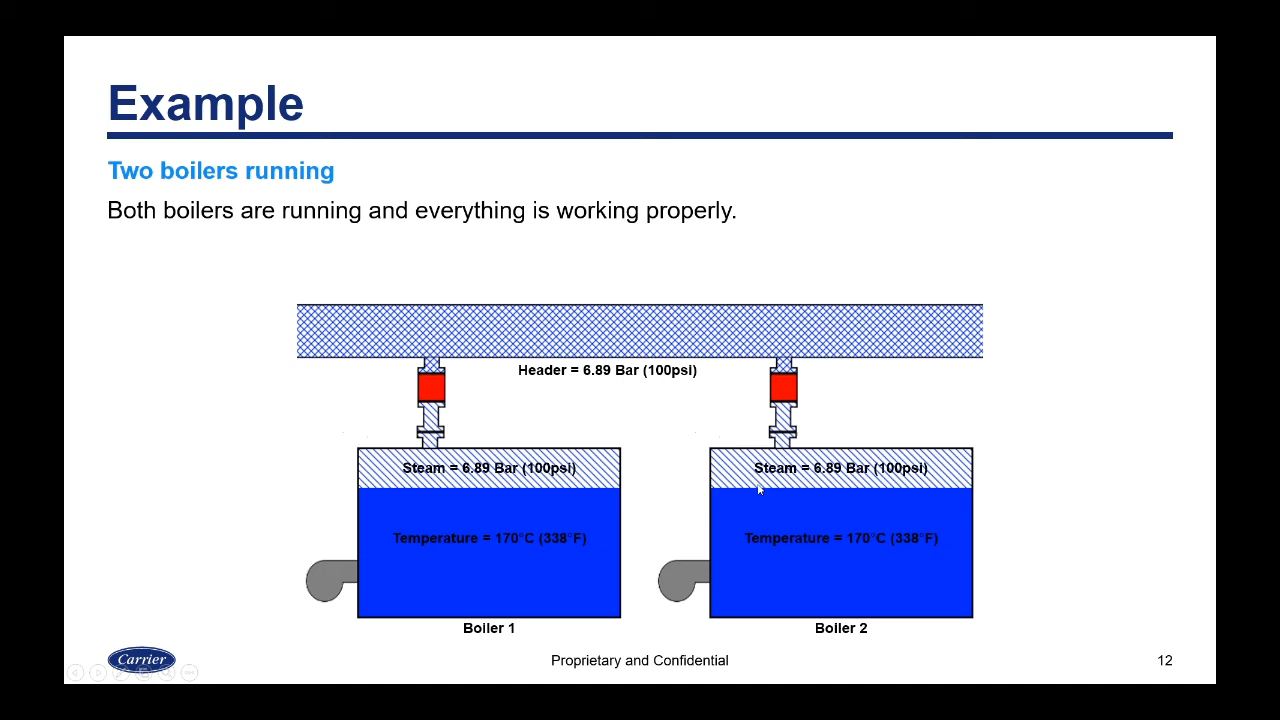 Example
Two boilers running
Both boilers are running and everything is working properly.
Header = 6.89 Bar (100psi)
Steam = 6.89 Bar (100psi)
Steam = 6.89 Bar (100psi)
Temperature = 170°C (338°F)
Temperature = 170°C (338°F)
Boiler 1
Boiler 2
Carrier
Proprietary and Confidential
12